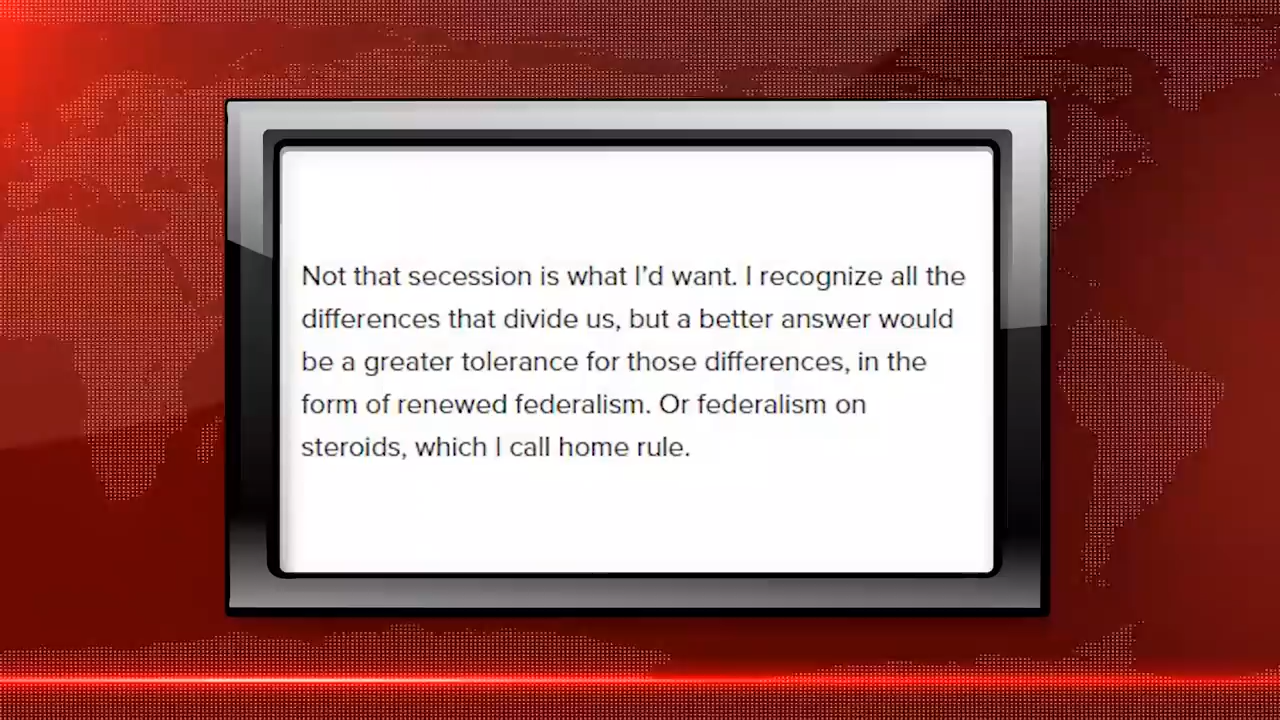 Not that secession is what I’d want. I recognize all the
differences that divide us, but a better answer would
be a greater tolerance for those differences, in the
form of renewed federalism. Or federalism on
steroids, which I call home rule.